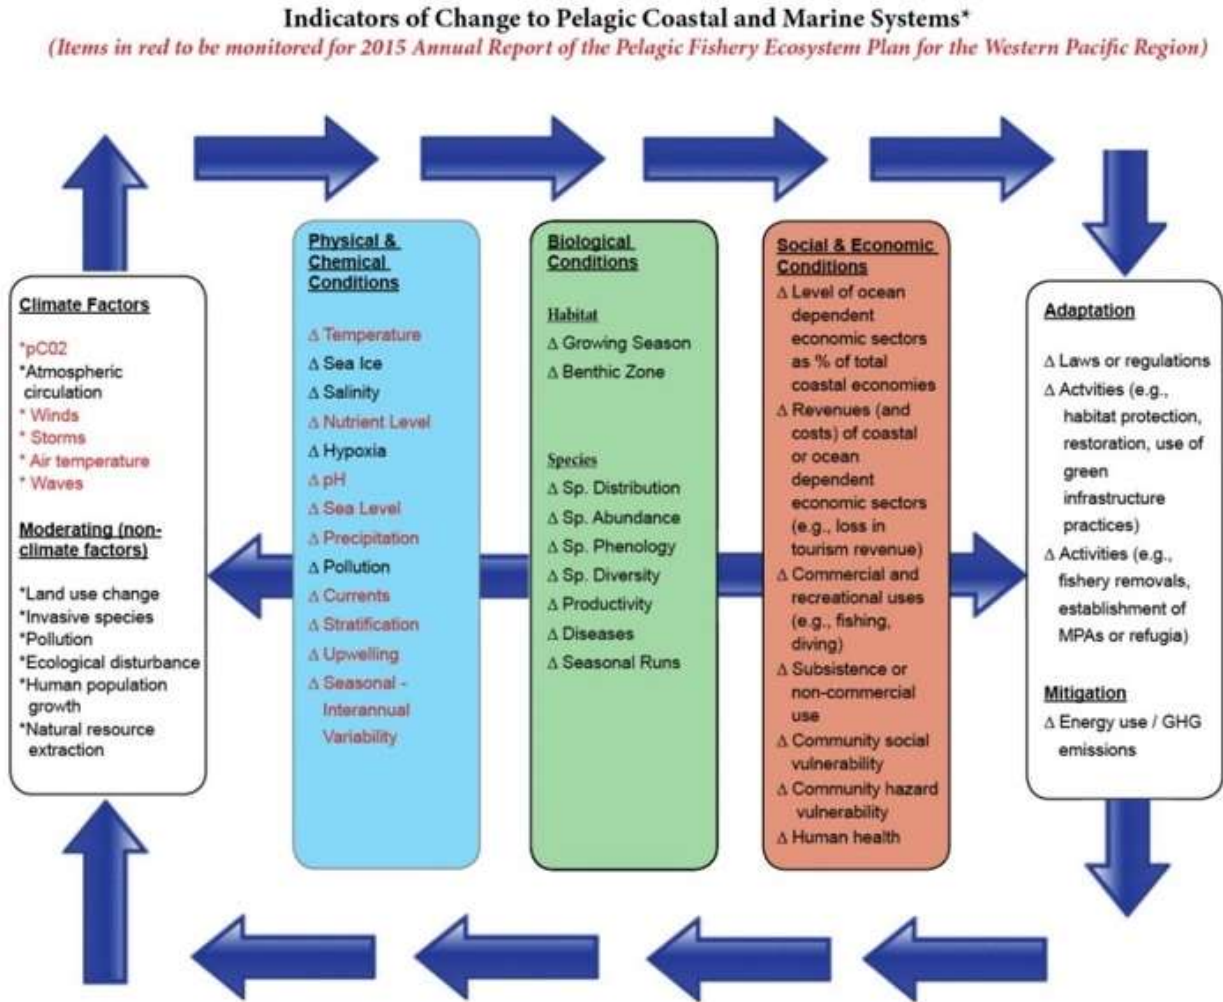 Indicators of Change to Pelagic Coastal and Marine Systems*
(Items in red to be monitored for 2015 Annual Report of the Pelagic Fishery Ecosystem Plan for the Western Pacific Region)
Climate Factors
*pC02
*Atmospheric
circulation
* Winds
* Storms
* Air temperature
* Waves
Moderating (non-
climate factors)
*Land use change
*Invasive species
*Pollution
*Ecological disturbance
*Human population
growth
*Natural resource
extraction
Physical &
Chemical
Conditions
Δ Temperature
Δ Sea Ice
Δ Salinity
Δ Nutrient Level
Δ Hypoxia
Δ pH
Δ Sea Level
Δ Precipitation
Δ Pollution
Δ Currents
Δ Stratification
Δ Upwelling
Δ Seasonal -
Interannual
Variability
Biological
Conditions
Habitat
Δ Growing Season
Δ Benthic Zone
Species
Δ Sp. Distribution
Δ Sp. Abundance
Δ Sp. Phenology
Δ Sp. Diversity
Δ Productivity
Δ Diseases
Δ Seasonal Runs
Social & Economic
Conditions
Δ Level of ocean
dependent
economic sectors
as % of total
coastal economies
Δ Revenues (and
costs) of coastal
or ocean
dependent
economic sectors
(e.g., loss in
tourism revenue)
Δ Commercial and
recreational uses
(e.g., fishing,
diving)
Δ Subsistence or
non-commercial
use
Δ Community social
vulnerability
Δ Community hazard
vulnerability
Δ Human health
Adaptation
Δ Laws or regulations
Δ Actvities (e.g.,
habitat protection,
restoration, use of
green
infrastructure
practices)
Δ Activities (e.g.,
fishery removals,
establishment of
MPAs or refugia)
Mitigation
Δ Energy use / GHG
emissions